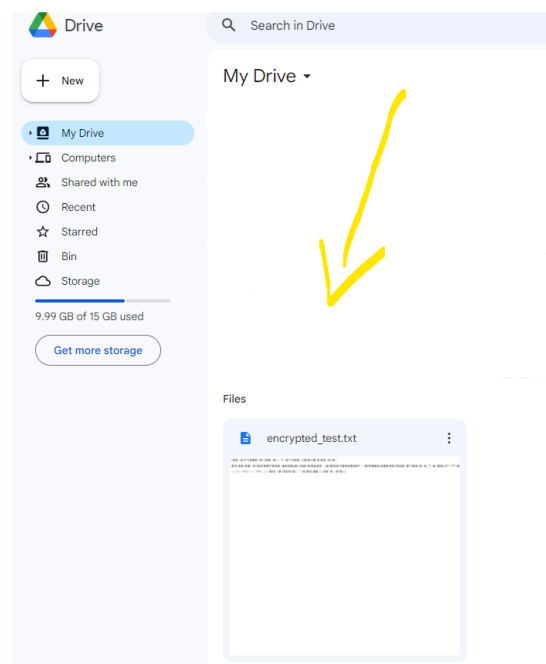 Drive
Search in Drive
New
My Drive
My Drive
Computers
Shared with me
Recent
Starred
Bin
Storage
9.99 GB of 15 GB used
Get more storage
Files
encrypted_test.txt